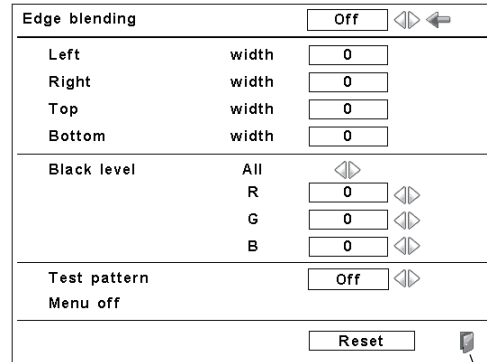 Edge blending Off
Left width 0
Right width 0
Top width 0
Bottom width 0
Black level All
R 0
G 0
B 0
Test pattern Off
Menu off
Reset